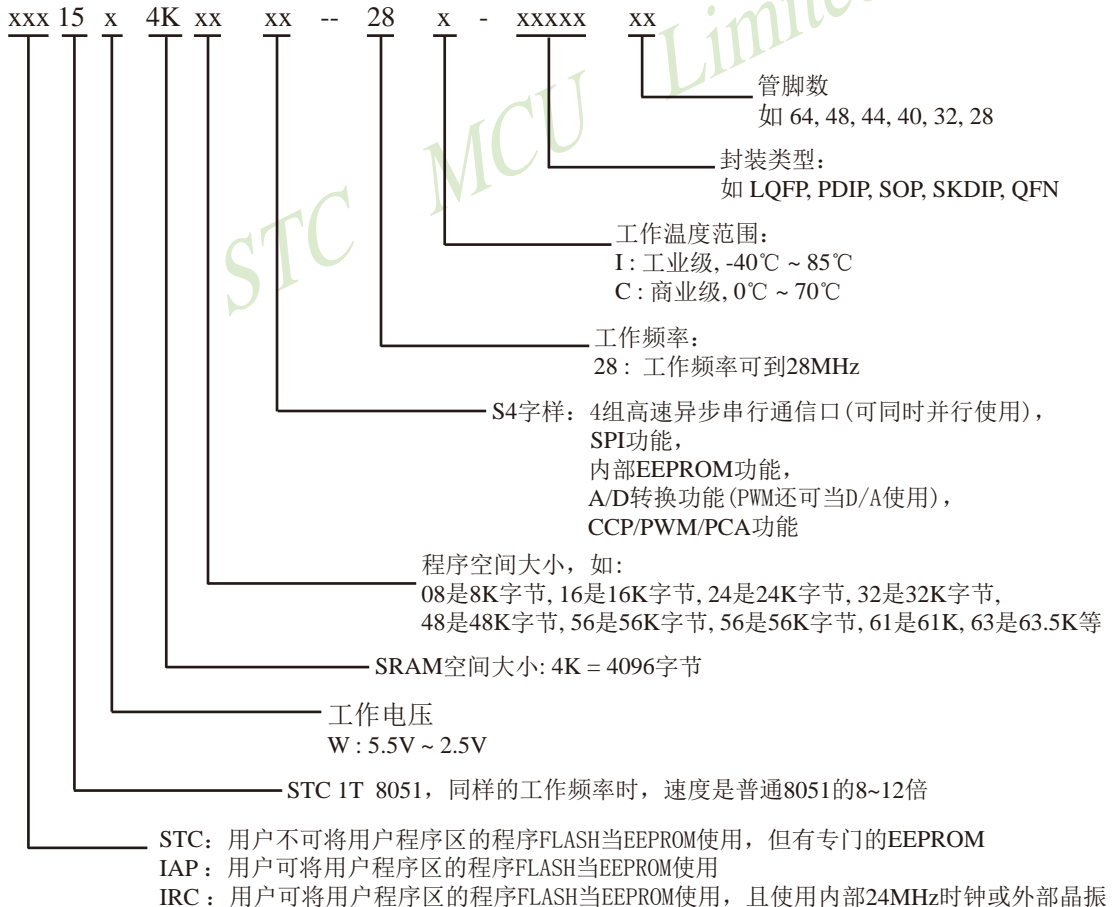 xxx 15 x 4K xx xx -- 28 x - xxxxx xx
管脚数
如 64, 48, 44, 40, 32, 28
封装类型：
如 LQFP, PDIP, SOP, SKDIP, QFN
工作温度范围：
I : 工业级, -40℃ ~ 85℃
C : 商业级, 0℃ ~ 70℃
工作频率：
28 : 工作频率可到28MHz
S4字样：4组高速异步串行通信口(可同时并行使用)，
SPI功能，
内部EEPROM功能，
A/D转换功能(PWM还可当D/A使用)，
CCP/PWM/PCA功能
程序空间大小，如：
08是8K字节, 16是16K字节, 24是24K字节, 32是32K字节,
48是48K字节, 56是56K字节, 56是56K字节, 61是61K, 63是63.5K等
SRAM空间大小: 4K = 4096字节
工作电压
W : 5.5V ~ 2.5V
STC 1T 8051，同样的工作频率时，速度是普通8051的8~12倍
STC：用户不可将用户程序区的程序FLASH当EEPROM使用，但有专门的EEPROM
IAP：用户可将用户程序区的程序FLASH当EEPROM使用
IRC：用户可将用户程序区的程序FLASH当EEPROM使用，且使用内部24MHz时钟或外部晶振
STC MCU Limited